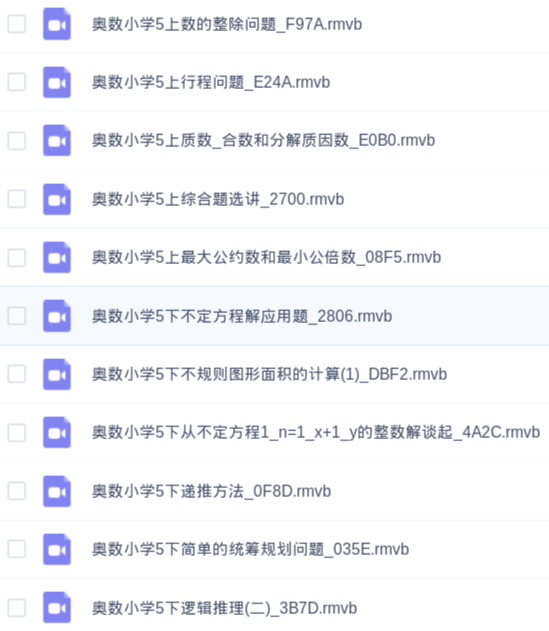 奥数小学5上数的整除问题_F97A.rmvb
奥数小学5上行程问题_E24A.rmvb
奥数小学5上质数_合数和分解质因数_E0B0.rmvb
奥数小学5上综合题选讲_2700.rmvb
奥数小学5上最大公约数和最小公倍数_08F5.rmvb
奥数小学5下不定方程解应用题_2806.rmvb
奥数小学5下不规则图形面积的计算(1)_DBF2.rmvb
奥数小学5下从不定方程1_n=1_x+1_y的整数解谈起_4A2C.rmvb
奥数小学5下递推方法_0F8D.rmvb
奥数小学5下简单的统筹规划问题_035E.rmvb
奥数小学5下逻辑推理(二)_3B7D.rmvb